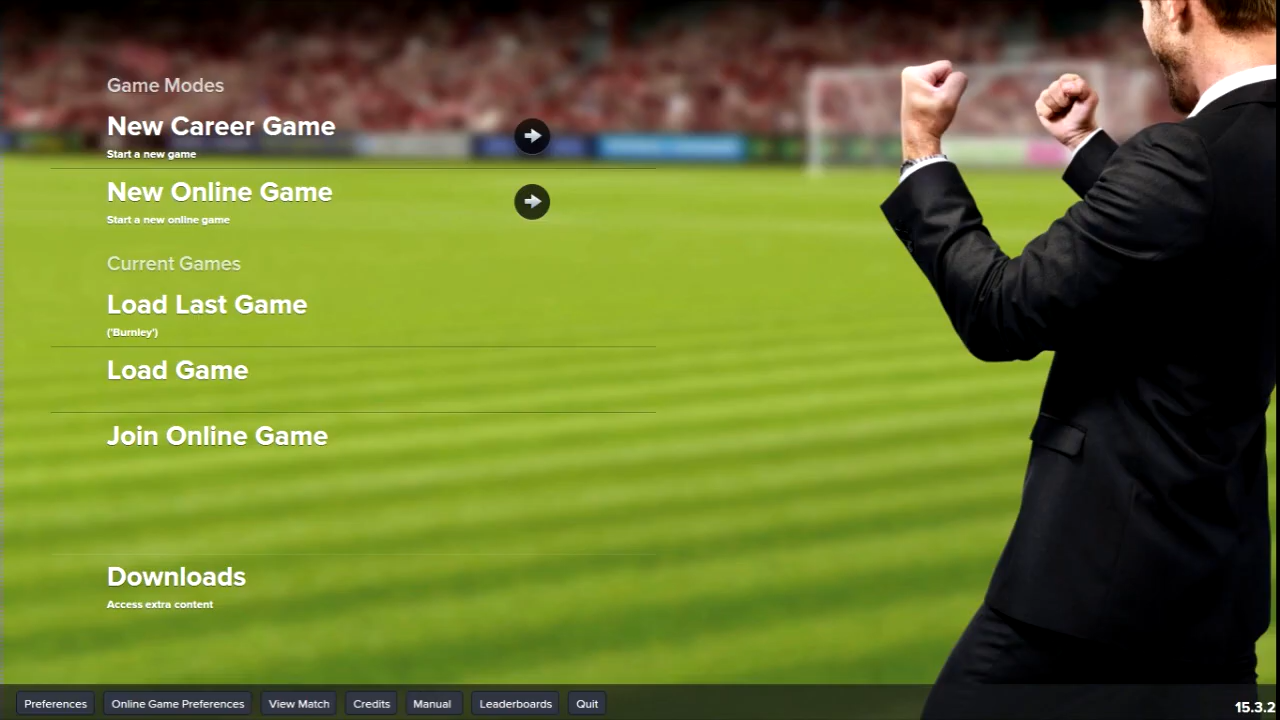 Game Modes
New Career Game
Start a new game
New Online Game
Start a new online game
Current Games
Load Last Game
('Burnley')
Load Game
Join Online Game
Downloads
Access extra content
Preferences
Online Game Preferences
View Match
Credits
Manual
Leaderboards
Quit
15.3.2